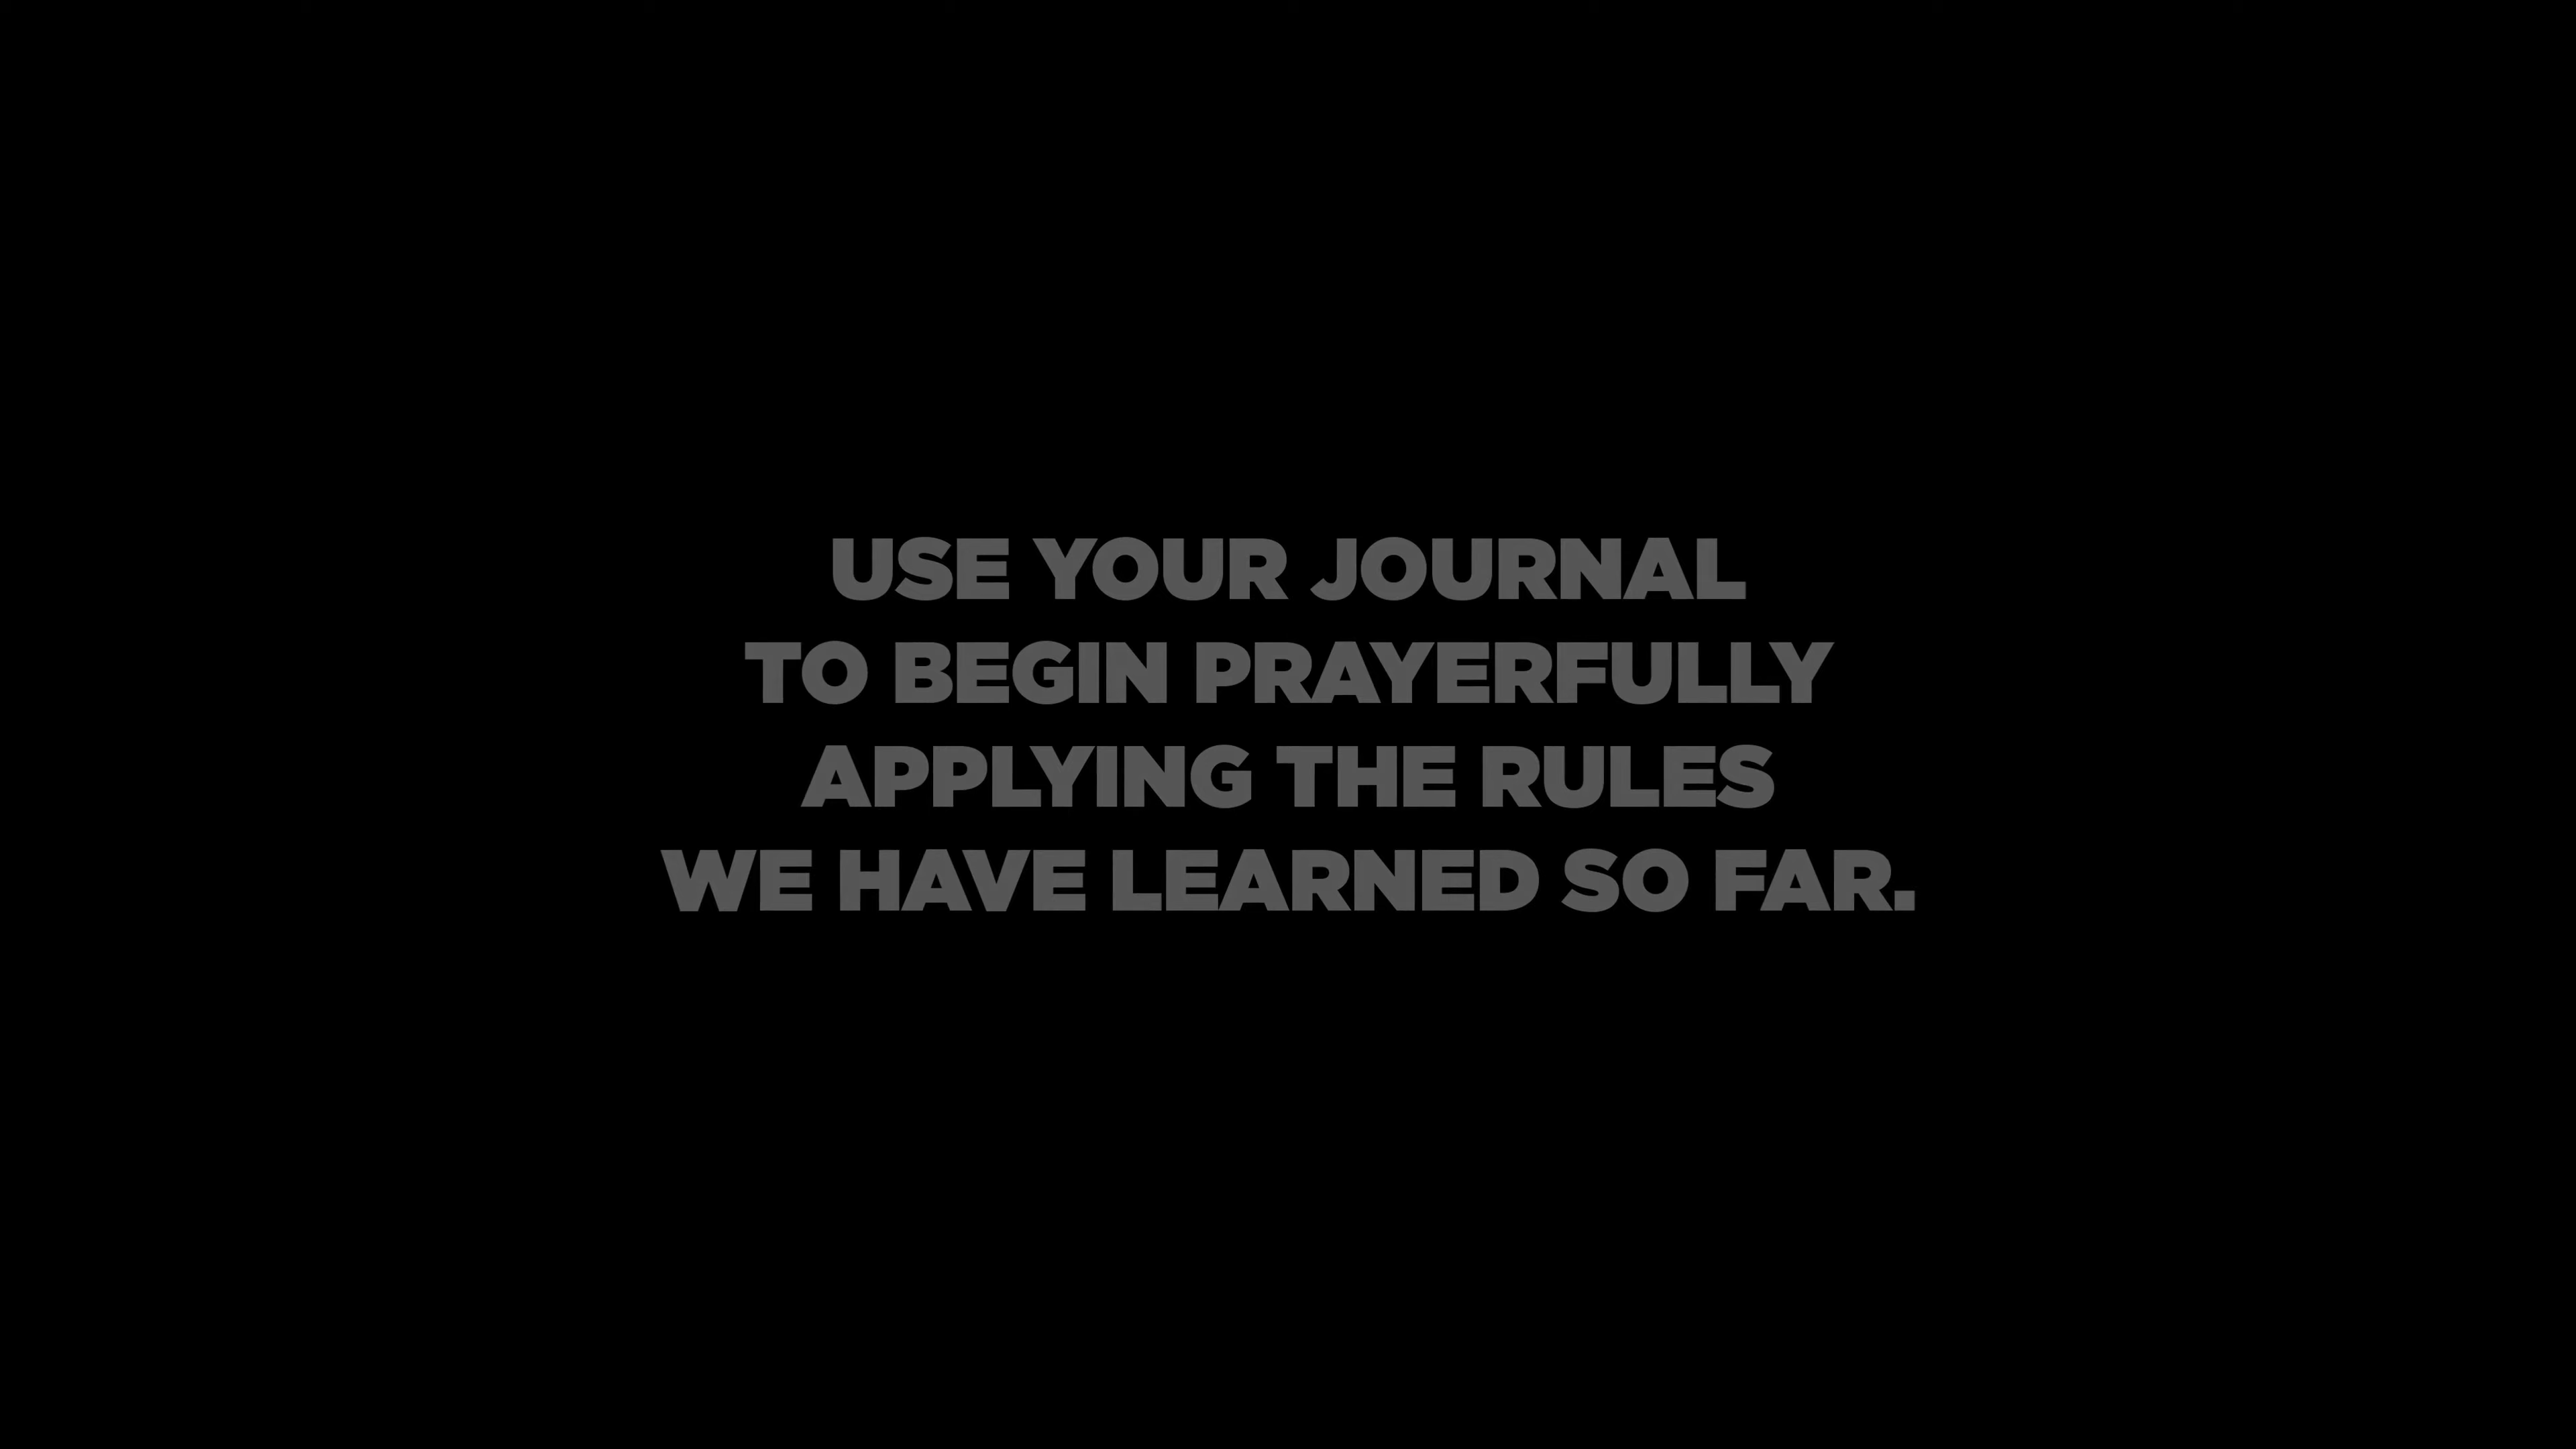 USE YOUR JOURNAL
TO BEGIN PRAYERFULLY
APPLYING THE RULES
WE HAVE LEARNED SO FAR.